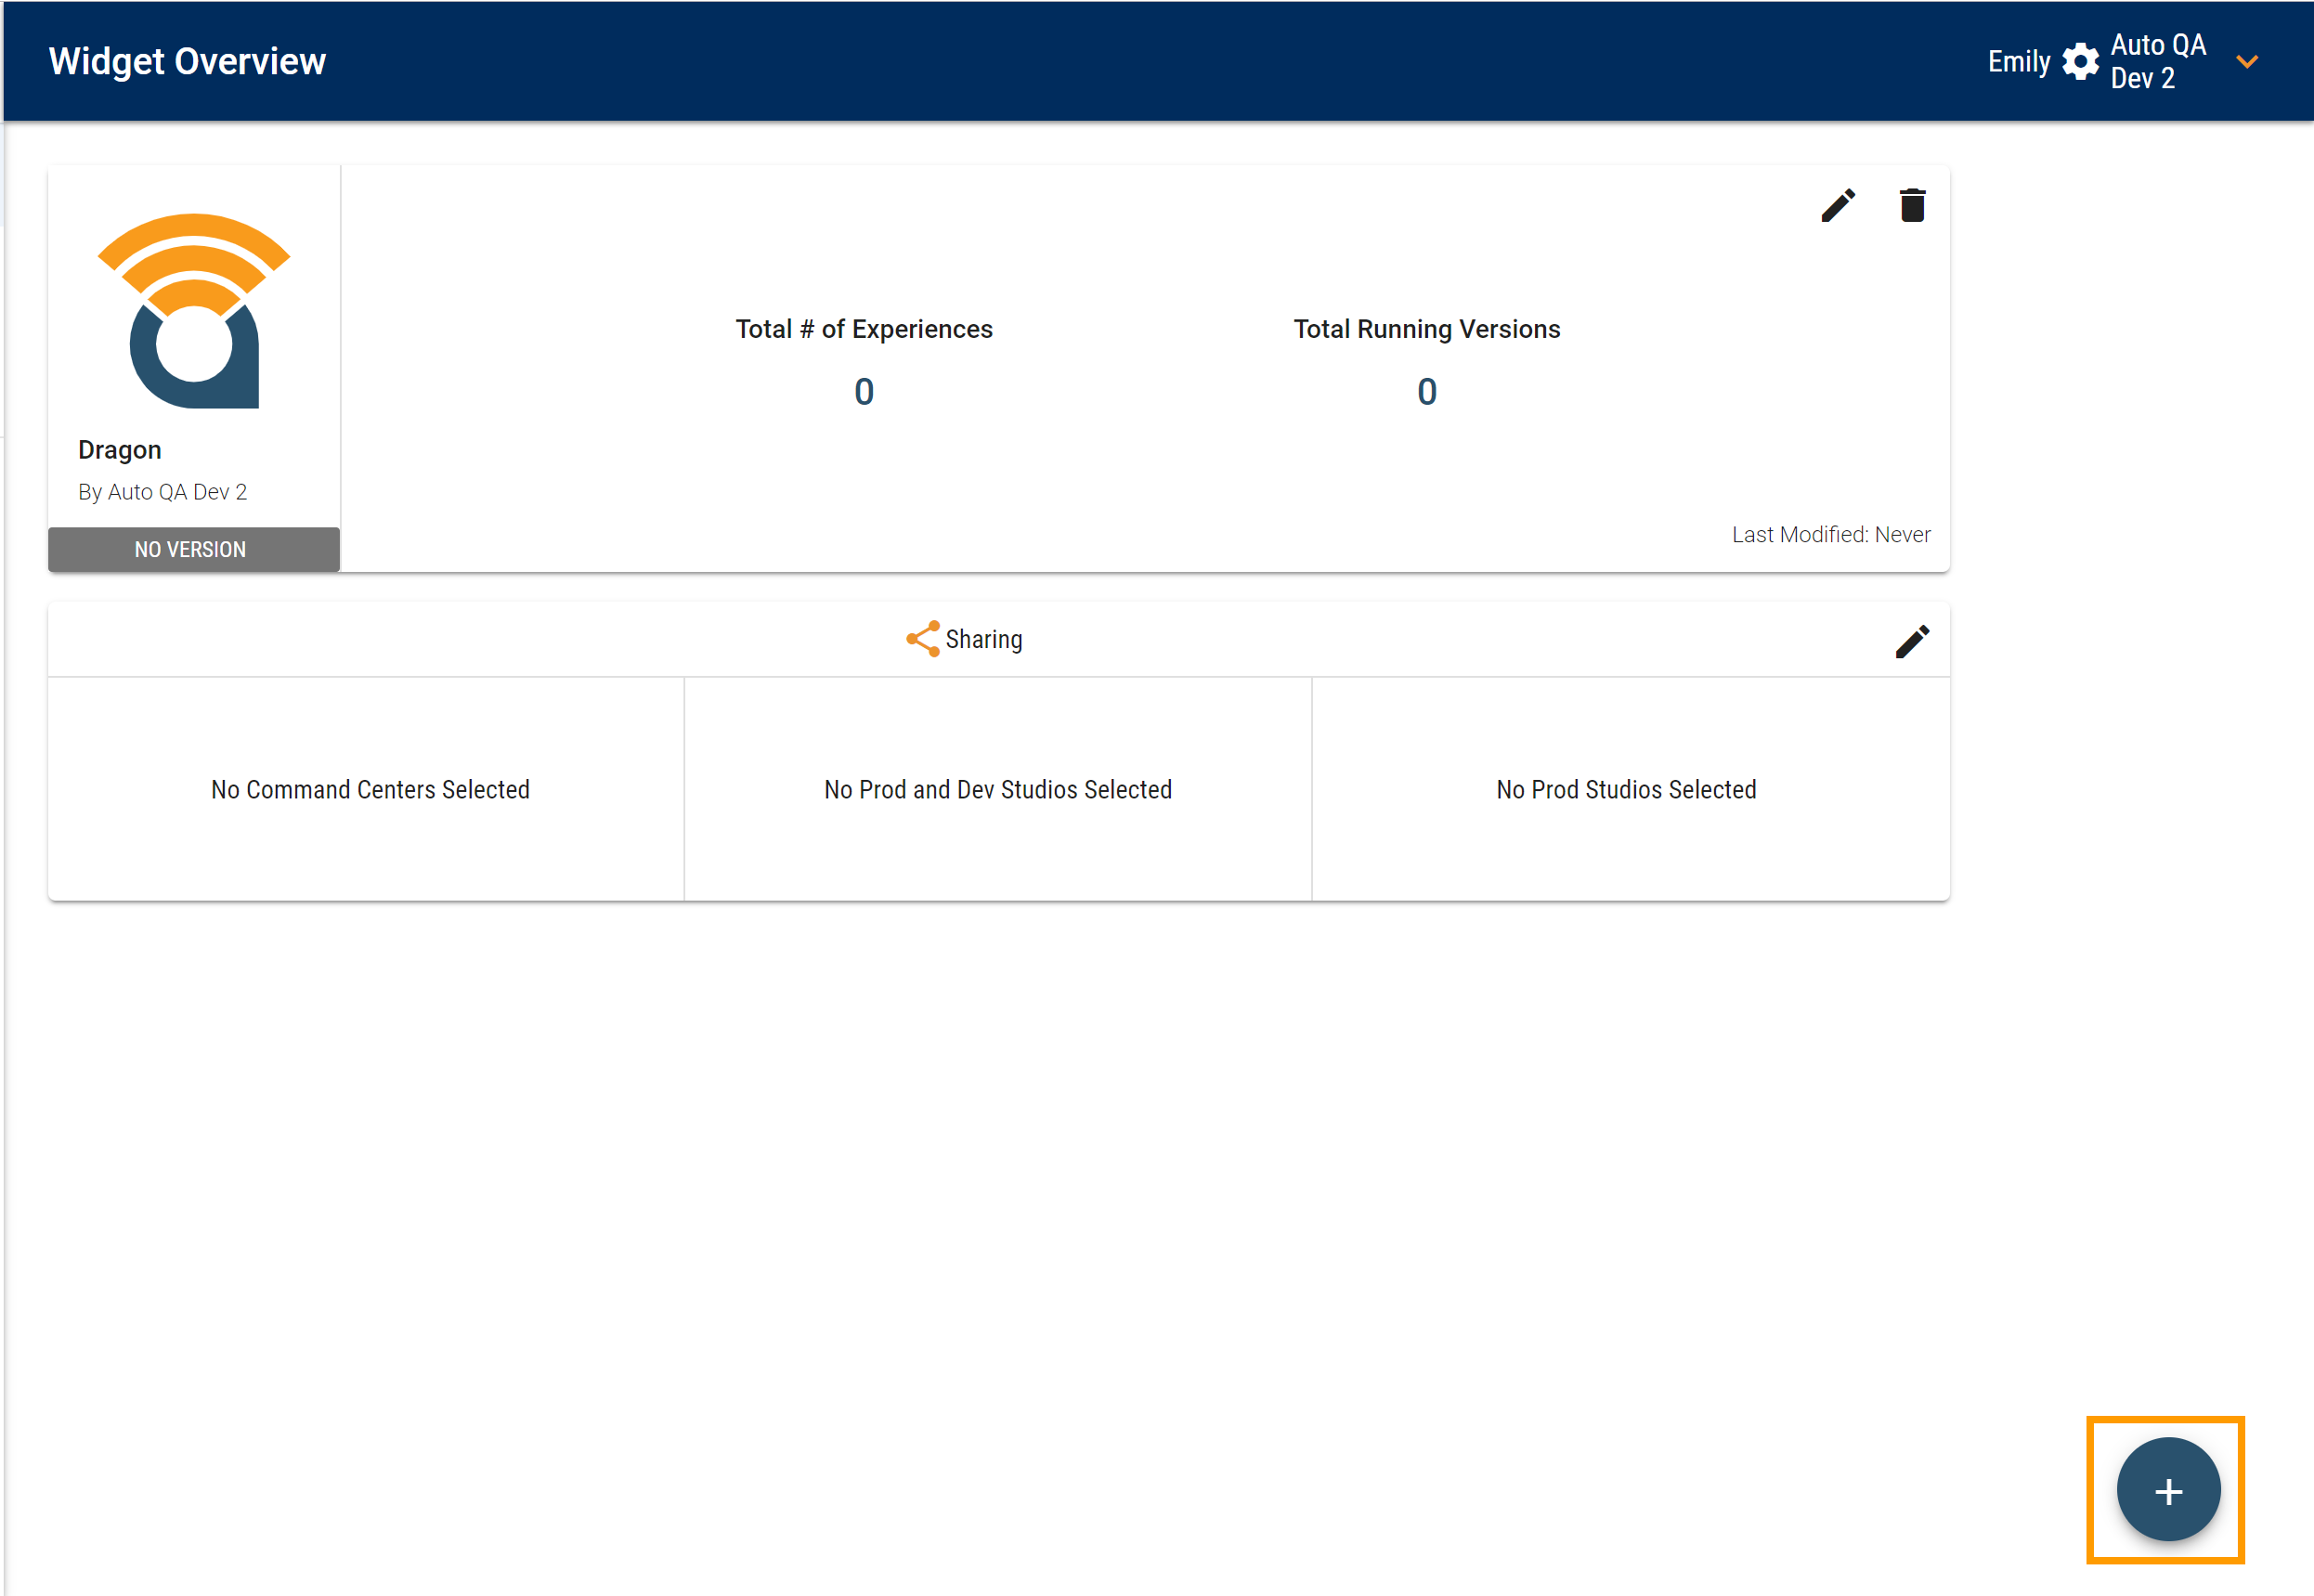 Widget Overview
Emily
Auto QA
Dev 2
Total # of Experiences
0
Total Running Versions
0
Dragon
By Auto QA Dev 2
NO VERSION
Last Modified: Never
Sharing
No Command Centers Selected
No Prod and Dev Studios Selected
No Prod Studios Selected
+